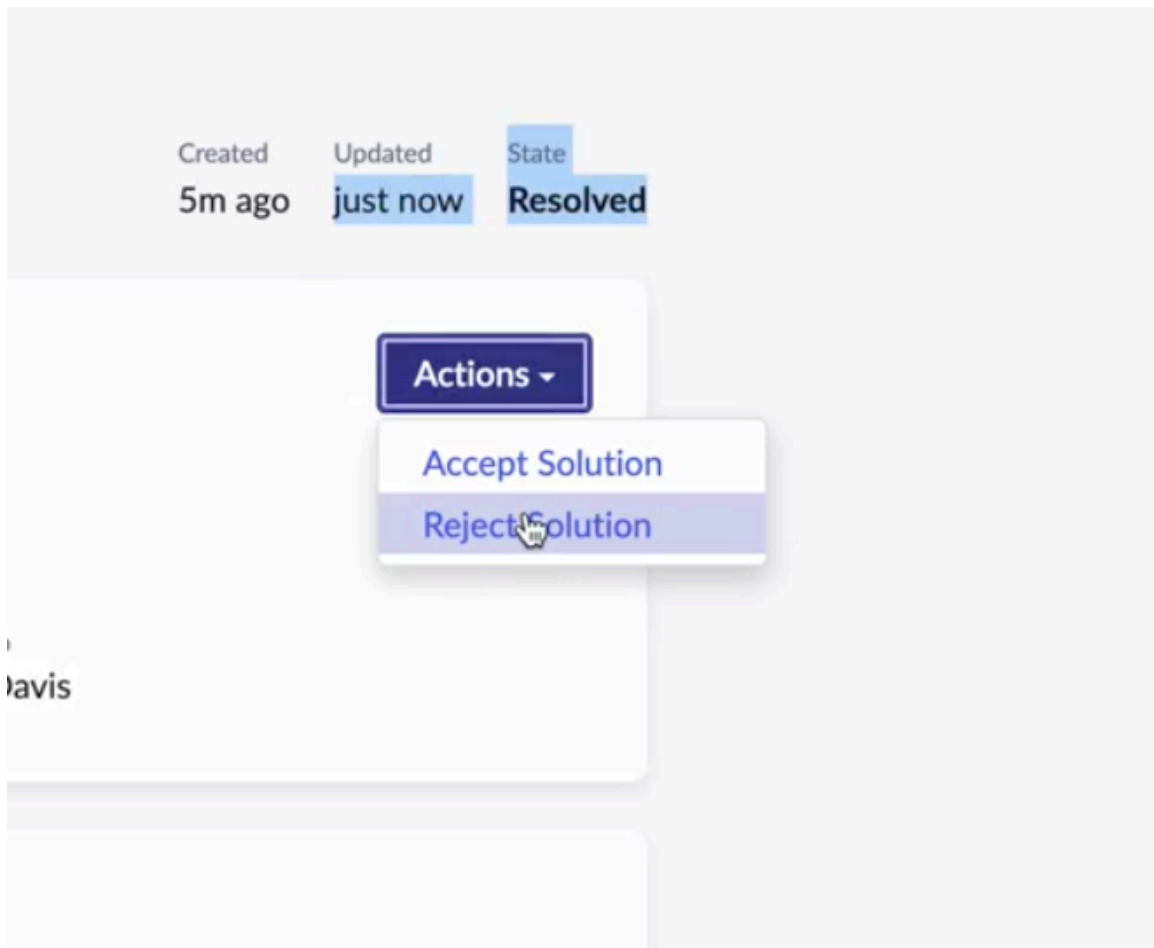 Created Updated State
5m ago just now Resolved
Actions
Accept Solution
Reject Solution